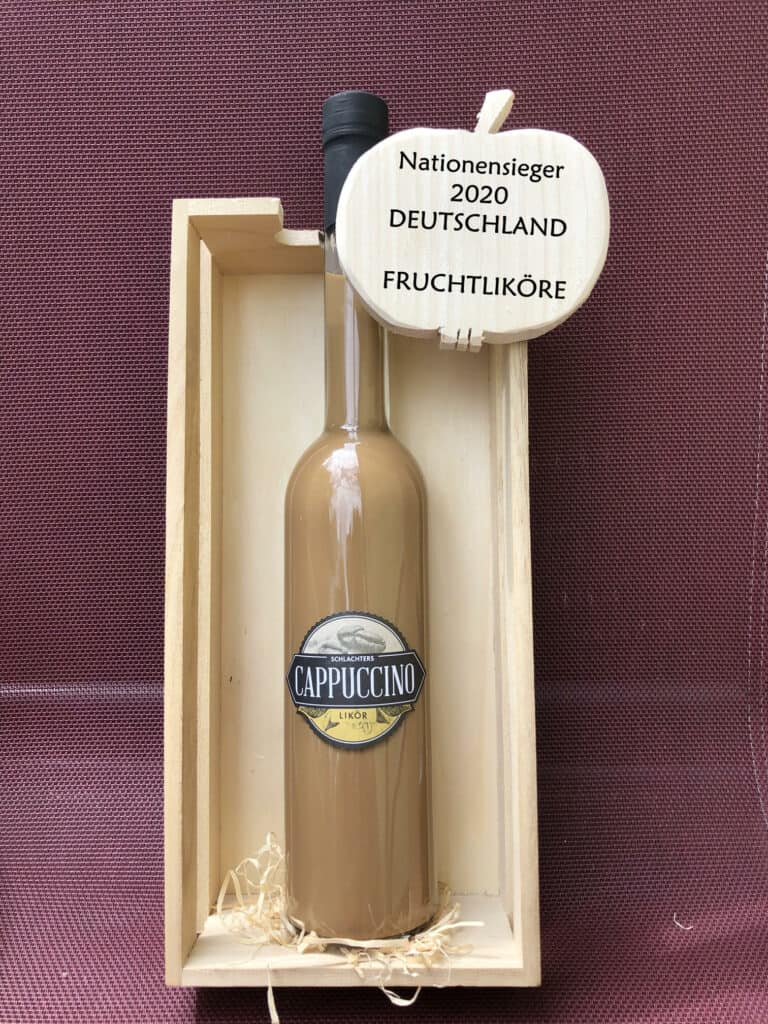 Nationensieger
2020
DEUTSCHLAND
FRUCHTLIKÖRE
SCHLACHTERS
CAPPUCCINO
LIKÖR